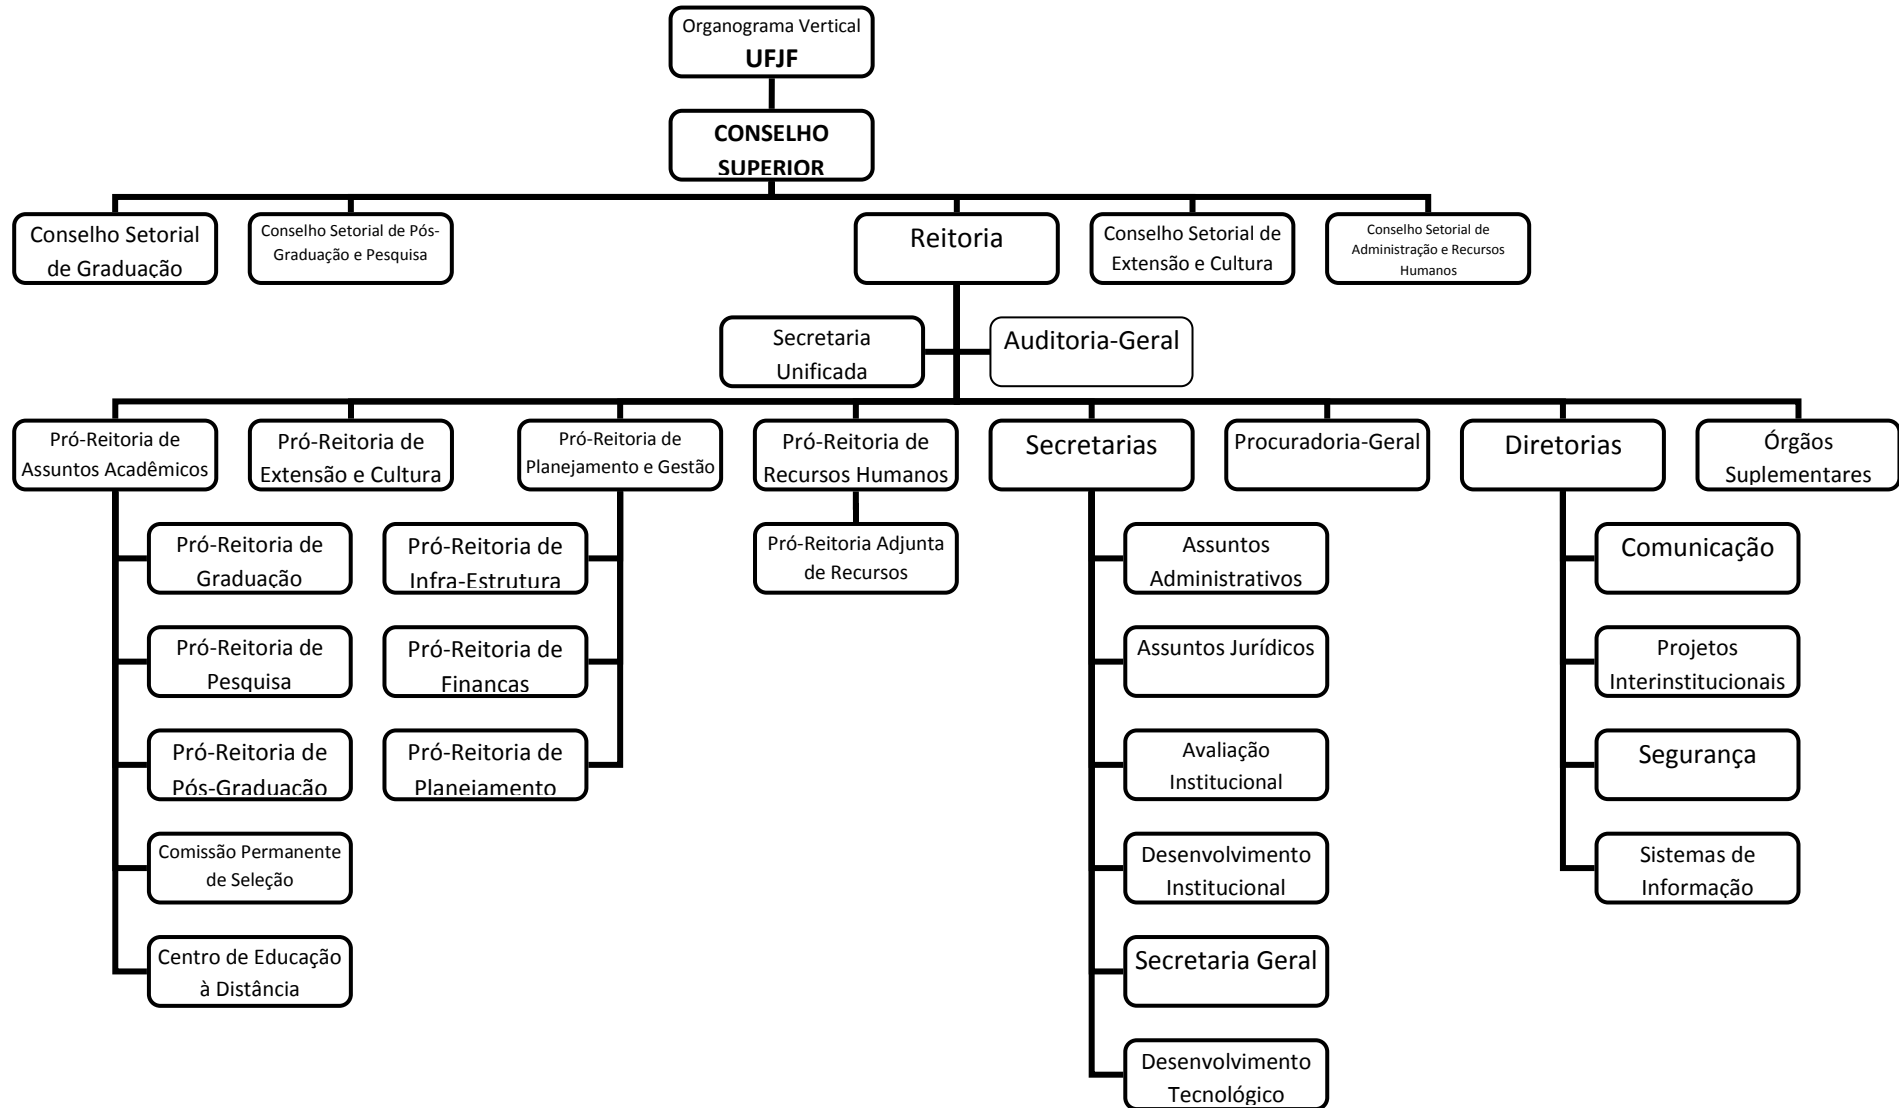 Organograma Vertical
UFJF
CONSELHO
SUPERIOR
Conselho Setorial
de Graduação
Conselho Setorial de Pós-
Graduação e Pesquisa
Reitoria
Conselho Setorial de
Extensão e Cultura
Conselho Setorial de
Administração e Recursos
Humanos
Secretaria
Unificada
Auditoria-Geral
Pró-Reitoria de
Assuntos Acadêmicos
Pró-Reitoria de
Extensão e Cultura
Pró-Reitoria de
Planejamento e Gestão
Pró-Reitoria de
Recursos Humanos
Secretarias
Procuradoria-Geral
Diretorias
Órgãos
Suplementares
Pró-Reitoria de
Graduação
Pró-Reitoria de
Pesquisa
Pró-Reitoria de
Pós-Graduação
Comissão Permanente
de Seleção
Centro de Educação
à Distância
Pró-Reitoria de
Infra-Estrutura
Pró-Reitoria de
Finanças
Pró-Reitoria de
Planejamento
Pró-Reitoria Adjunta
de Recursos
Assuntos
Administrativos
Assuntos Jurídicos
Avaliação
Institucional
Desenvolvimento
Institucional
Secretaria Geral
Desenvolvimento
Tecnológico
Comunicação
Projetos
Interinstitucionais
Segurança
Sistemas de
Informação